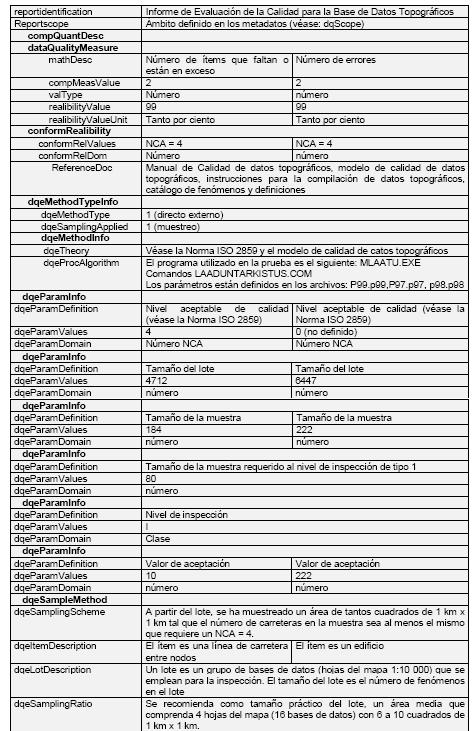 reportidentification Informe de Evaluación de la Calidad para la Base de Datos Topográficos
Reportscope Ámbito definido en los metadatos (véase: dqScope)
compQuantDesc
dataQualityMeasure
mathDesc Número de ítems que faltan o Número de errores
están en exceso
compMeasValue 2 2
valType Número número
realibilityValue 99 99
realibilityValueUnit Tanto por ciento Tanto por ciento
conformRealibility
conformRelValues NCA = 4 NCA = 4
conformRelDom Número número
ReferenceDoc Manual de Calidad de datos topográficos, modelo de calidad de datos
topográficos, instrucciones para la compilación de datos topográficos,
catálogo de fenómenos y definiciones
dqeMethodTypeInfo
dqeMethodType 1 (directo externo)
dqeSamplingApplied 1 (muestreo)
dqeMethodInfo
dqeTheory Véase la Norma ISO 2859 y el modelo de calidad de catos topográficos
dqeProcAlgorithm El programa utilizado en la prueba es el siguiente: MLAATU.EXE
Comandos LAADUNTARKISTUS.COM
Los parámetros están definidos en los archivos: P99.p99,P97.p97, p98.p98
dqeParamInfo
dqeParamDefinition Nivel aceptable de calidad Nivel aceptable de calidad (véase la
(véase la Norma ISO 2859) Norma ISO 2859)
dqeParamValues 4 0 (no definido)
dqeParamDomain Número NCA Número NCA
dqeParamInfo
dqeParamDefinition Tamaño del lote Tamaño del lote
dqeParamValues 4712 6447
dqeParamDomain número número
dqeParamInfo
dqeParamDefinition Tamaño de la muestra Tamaño de la muestra
dqeParamValues 184 222
dqeParamDomain número número
dqeParamInfo
dqeParamDefinition Tamaño de la muestra requerido al nivel de inspección de tipo 1
dqeParamValues 80
dqeParamDomain número
dqeParamInfo
dqeParamDefinition Nivel de inspección
dqeParamValues I
dqeParamDomain Clase
dqeParamInfo
dqeParamDefinition Valor de aceptación Valor de aceptación
dqeParamValues 10 222
dqeParamDomain número número
dqeSampleMethod
dqeSamplingScheme A partir del lote, se ha muestreado un área de tantos cuadrados de 1 km x
1 km tal que el número de carreteras en la muestra sea al menos el mismo
que requiere un NCA = 4.
dqeItemDescription El ítem es una línea de carretera El ítem es un edificio
entre nodos
dqeLotDescription Un lote es un grupo de bases de datos (hojas del mapa 1:10 000) que se
emplean para la inspección. El tamaño del lote es el número de fenómenos
en el lote
dqeSamplingRatio Se recomienda como tamaño práctico del lote, un área media que
comprenda 4 hojas del mapa (16 bases de datos) con 6 a 10 cuadrados de
1 km x 1 km.